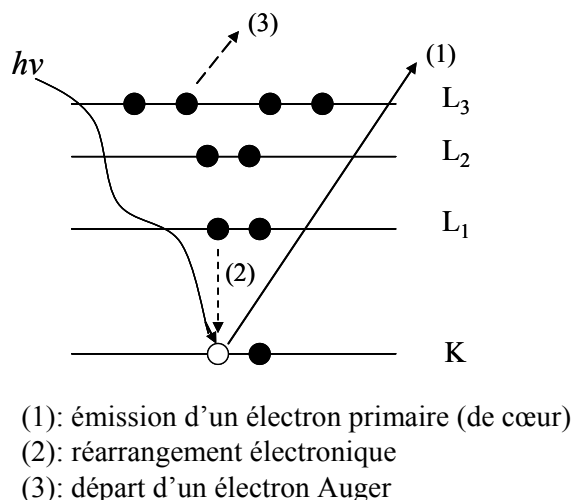 (3)
hν
(1)
L3
L2
L1
(2)
K
(1): émission d’un électron primaire (de cœur)
(2): réarrangement électronique
(3): départ d’un électron Auger